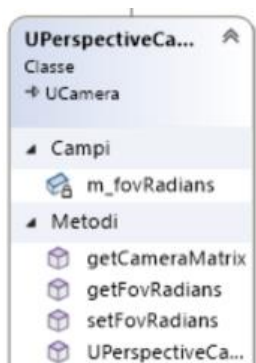 UPerspectiveCa...
Classe
UCamera
Campi
m_fovRadians
Metodi
getCameraMatrix
getFovRadians
setFovRadians
UPerspectiveCa...